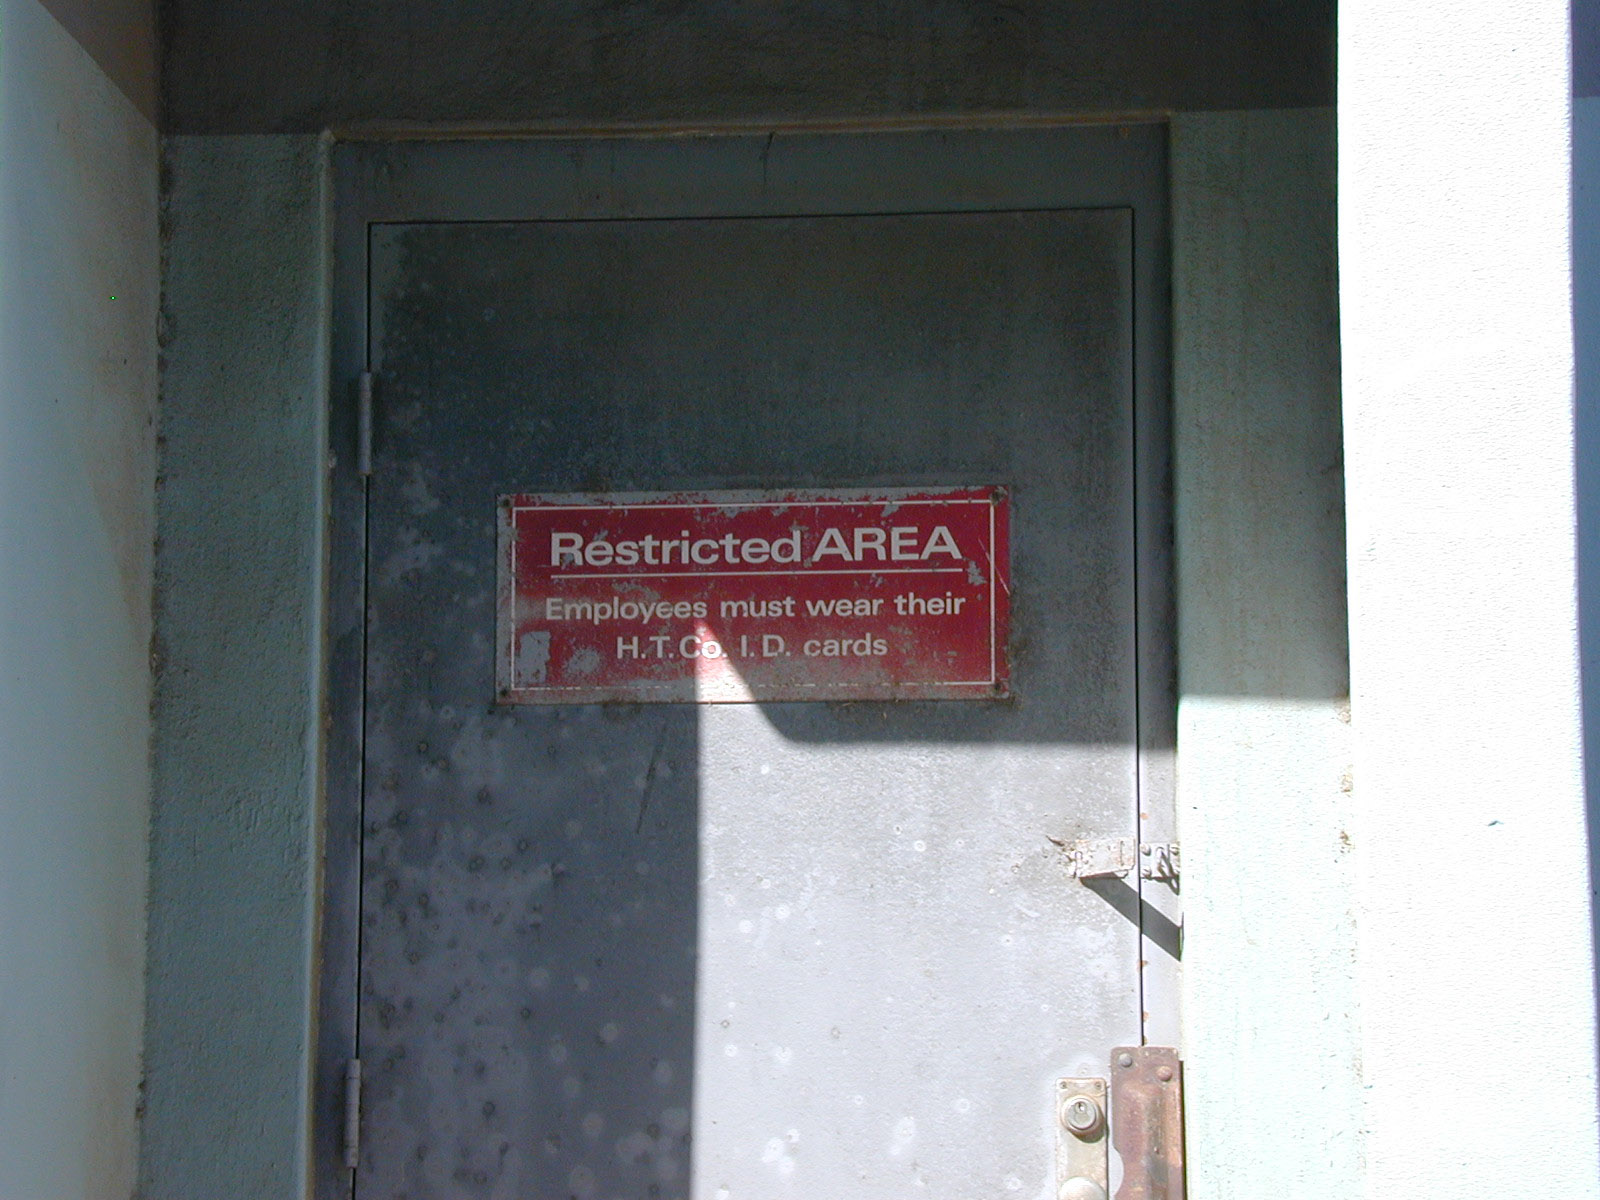 Restricted AREA
Employees must wear their
H.T.Co. I.D. cards